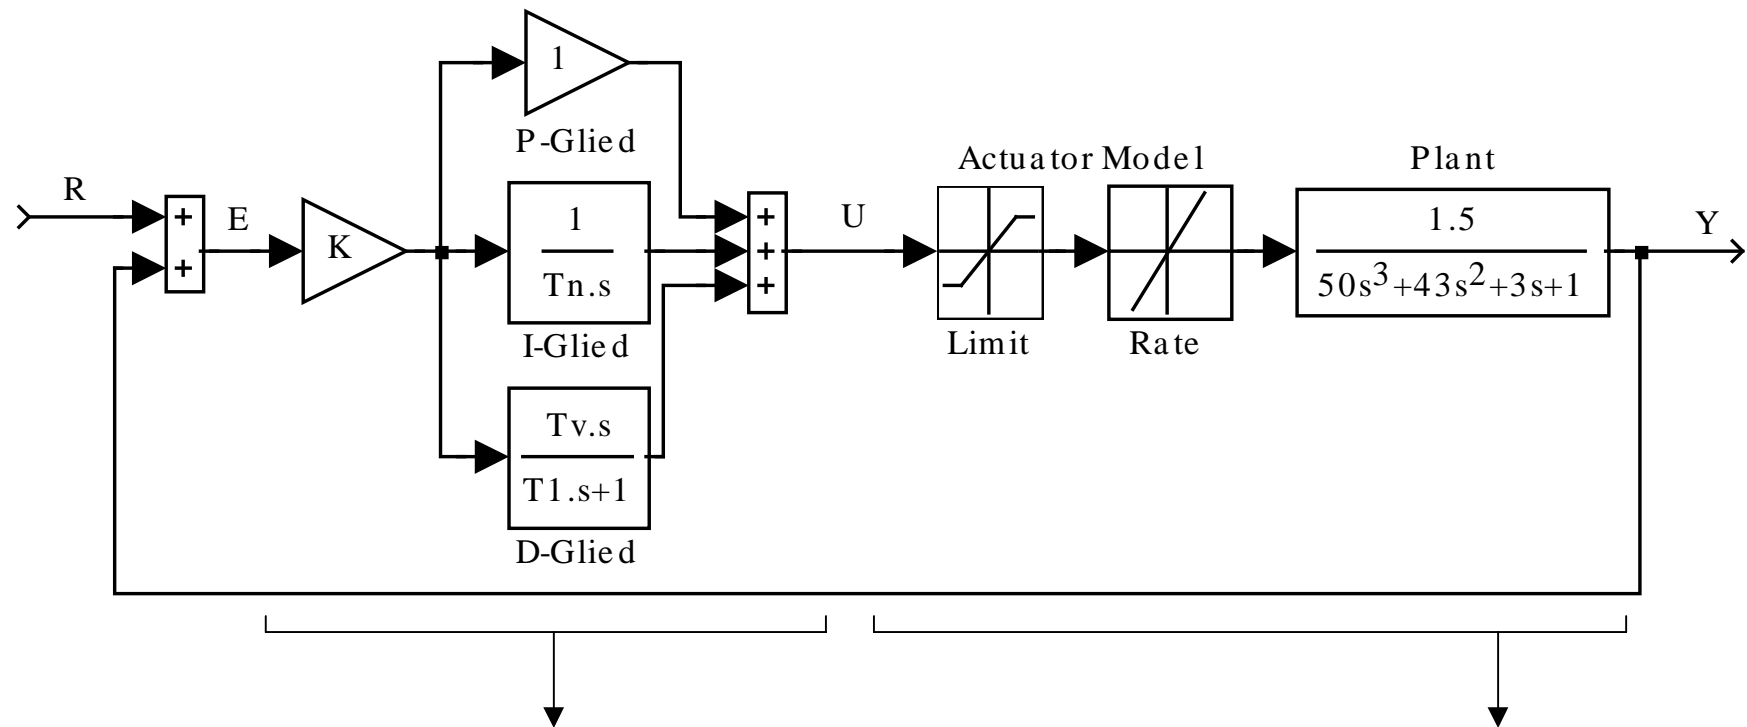 1
P-Glied
Actuator Model
Plant
R
+
+
E
K
1
Tn.s
I-Glied
+
+
+
U
Limit
Rate
1.5
50s³+43s²+3s+1
Y
Tv.s
T1.s+1
D-Glied